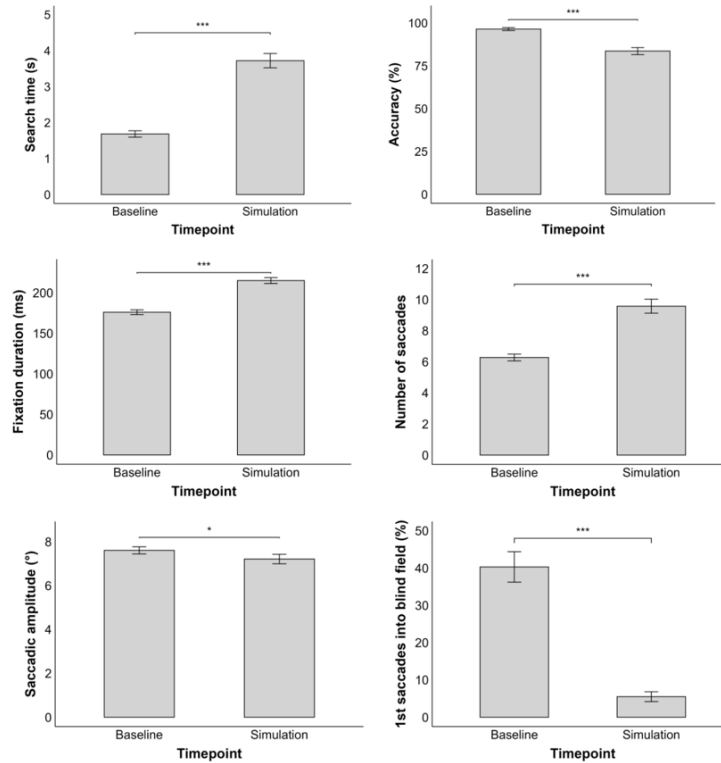 Search time (s)
5
4
3
2
1
0
***
Baseline Simulation
Timepoint
Accuracy (%)
100
75
50
25
0
***
Baseline Simulation
Timepoint
Fixation duration (ms)
200
150
100
50
0
***
Baseline Simulation
Timepoint
Number of saccades
12
10
8
6
4
2
0
***
Baseline Simulation
Timepoint
Saccadic amplitude (°)
8
6
4
2
0
*
Baseline Simulation
Timepoint
1st saccades into blind field (%)
50
40
30
20
10
0
***
Baseline Simulation
Timepoint